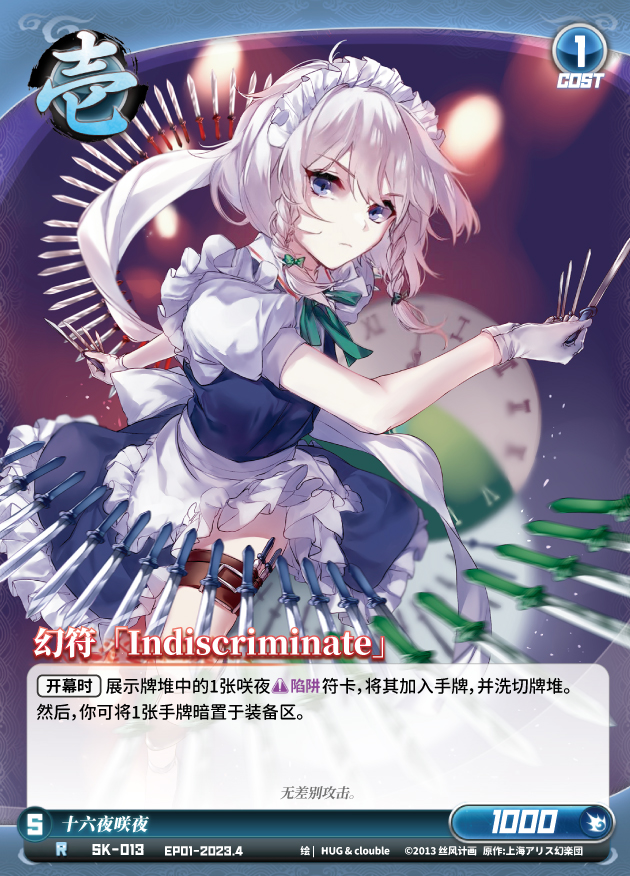 壱
1
COST
幻符「Indiscriminate」
开幕时 展示牌堆中的1张咲夜陷阱符卡，将其加入手牌，并洗切牌堆。
然后，你可将1张手牌暗置于装备区。
无差别攻击。
S 十六夜咲夜
1000
R SK-013 EP01-2023.4 绘| HUG & clouble ©2013 丝风计画 原作:上海アリス幻楽団